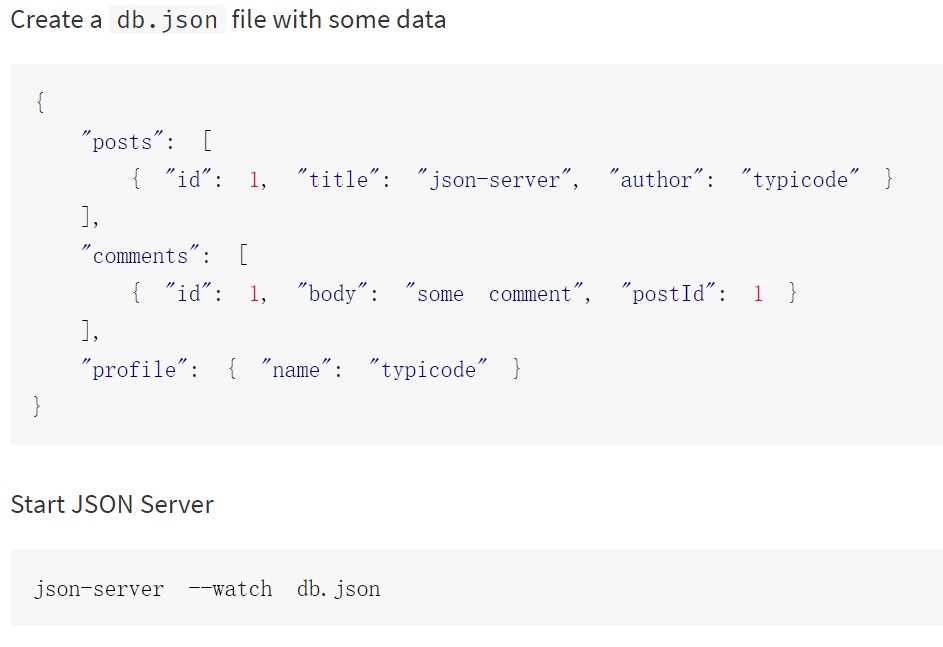 Create a db.json file with some data
{
"posts": [
{ "id": 1, "title": "json-server", "author": "typicode" }
],
"comments": [
{ "id": 1, "body": "some comment", "postId": 1 }
],
"profile": { "name": "typicode" }
}
Start JSON Server
json-server --watch db.json